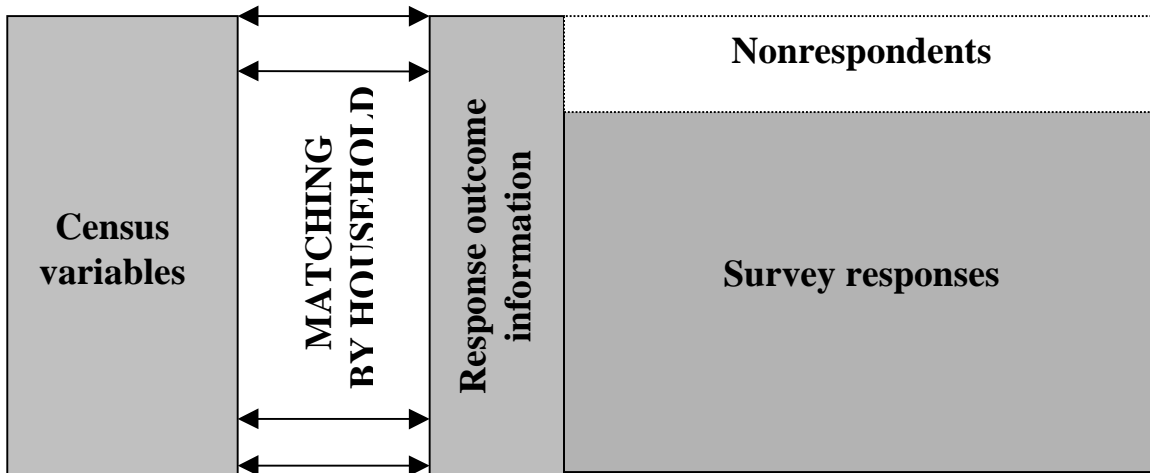 Census
variables
MATCHING
BY HOUSEHOLD
Response outcome
information
Nonrespondents
Survey responses